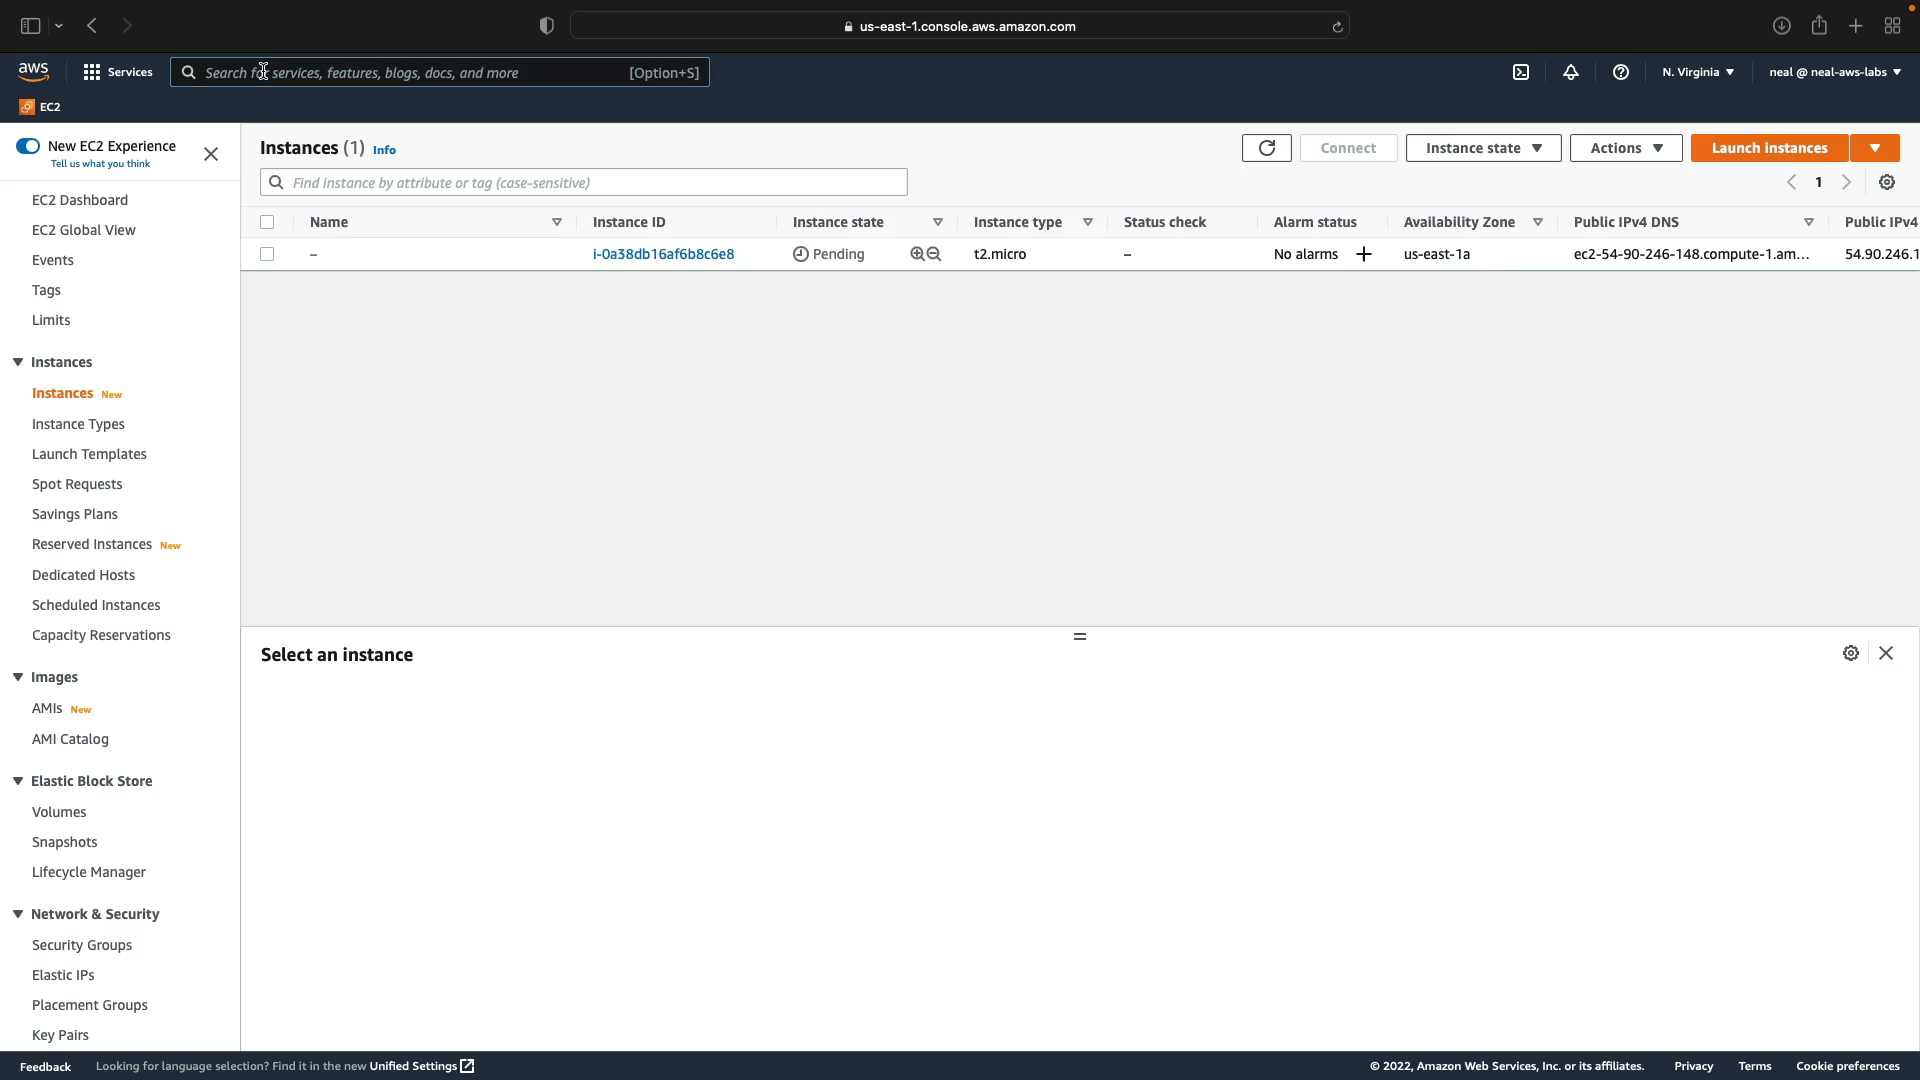 us-east-1.console.aws.amazon.com
aws
Services
Search for services, features, blogs, docs, and more
[Option+S]
N. Virginia
neal @ neal-aws-labs
EC2
New EC2 Experience
Tell us what you think
EC2 Dashboard
EC2 Global View
Events
Tags
Limits
Instances
Instances New
Instance Types
Launch Templates
Spot Requests
Savings Plans
Reserved Instances New
Dedicated Hosts
Scheduled Instances
Capacity Reservations
Images
AMIs New
AMI Catalog
Elastic Block Store
Volumes
Snapshots
Lifecycle Manager
Network & Security
Security Groups
Elastic IPs
Placement Groups
Key Pairs
Instances (1) Info
Connect
Instance state
Actions
Launch instances
Find instance by attribute or tag (case-sensitive)
1
Name Instance ID Instance state Instance type Status check Alarm status Availability Zone Public IPv4 DNS Public IPv4
– i-0a38db16af6b8c6e8 Pending t2.micro – No alarms + us-east-1a ec2-54-90-246-148.compute-1.am... 54.90.246.1
Select an instance
Feedback
Looking for language selection? Find it in the new Unified Settings
© 2022, Amazon Web Services, Inc. or its affiliates.
Privacy
Terms
Cookie preferences